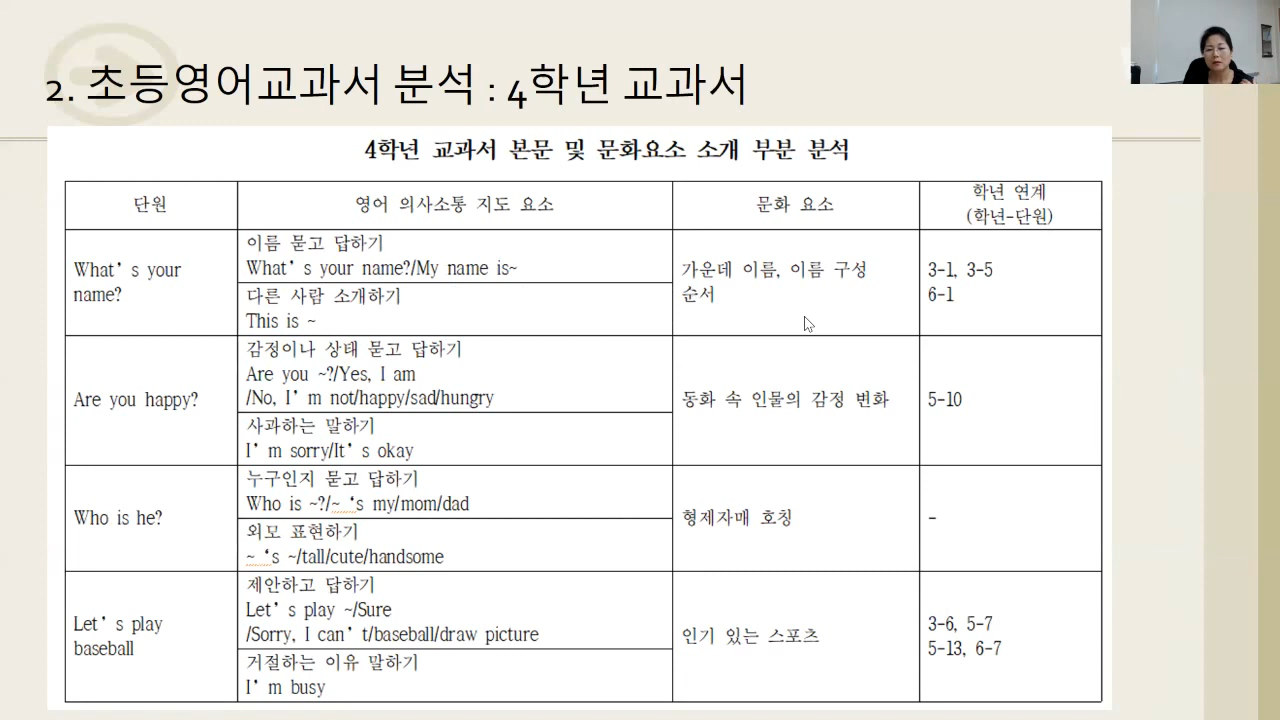 2. 초등영어교과서 분석 : 4학년 교과서
4학년 교과서 본문 및 문화요소 소개 부분 분석
단원
영어 의사소통 지도 요소
문화 요소
학년 연계
(학년-단원)
What's your
name?
이름 묻고 답하기
What's your name?/My name is~
다른 사람 소개하기
This is ~
가운데 이름, 이름 구성
순서
3-1, 3-5
6-1
Are you happy?
감정이나 상태 묻고 답하기
Are you ~?/Yes, I am
/No, I'm not/happy/sad/hungry
사과하는 말하기
I'm sorry/It's okay
동화 속 인물의 감정 변화
5-10
Who is he?
누구인지 묻고 답하기
Who is ~?/~ 's my/mom/dad
외모 표현하기
~ 's ~/tall/cute/handsome
형제자매 호칭
-
Let's play
baseball
제안하고 답하기
Let's play ~/Sure
/Sorry, I can't/baseball/draw picture
거절하는 이유 말하기
I'm busy
인기 있는 스포츠
3-6, 5-7
5-13, 6-7